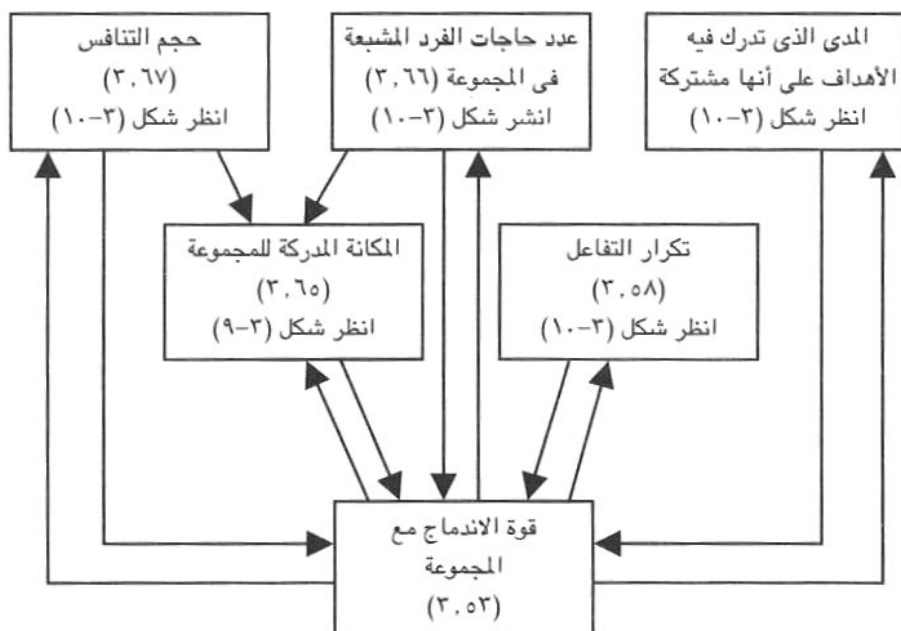 المدى الذى تدرك فيه
الأهداف على أنها مشتركة
انظر شكل (٣-١٠)
عدد حاجات الفرد المشبعة
فى المجموعة (٣,٦٦)
انشر شكل (٣-١٠)
حجم التنافس
(٣,٦٧)
انظر شكل (٣-١٠)
تكرار التفاعل
(٣,٥٨)
انظر شكل (٣-١٠)
المكانة المدركة للمجموعة
(٣,٦٥)
انظر شكل (٣-٩)
قوة الاندماج مع
المجموعة
(٣,٥٣)